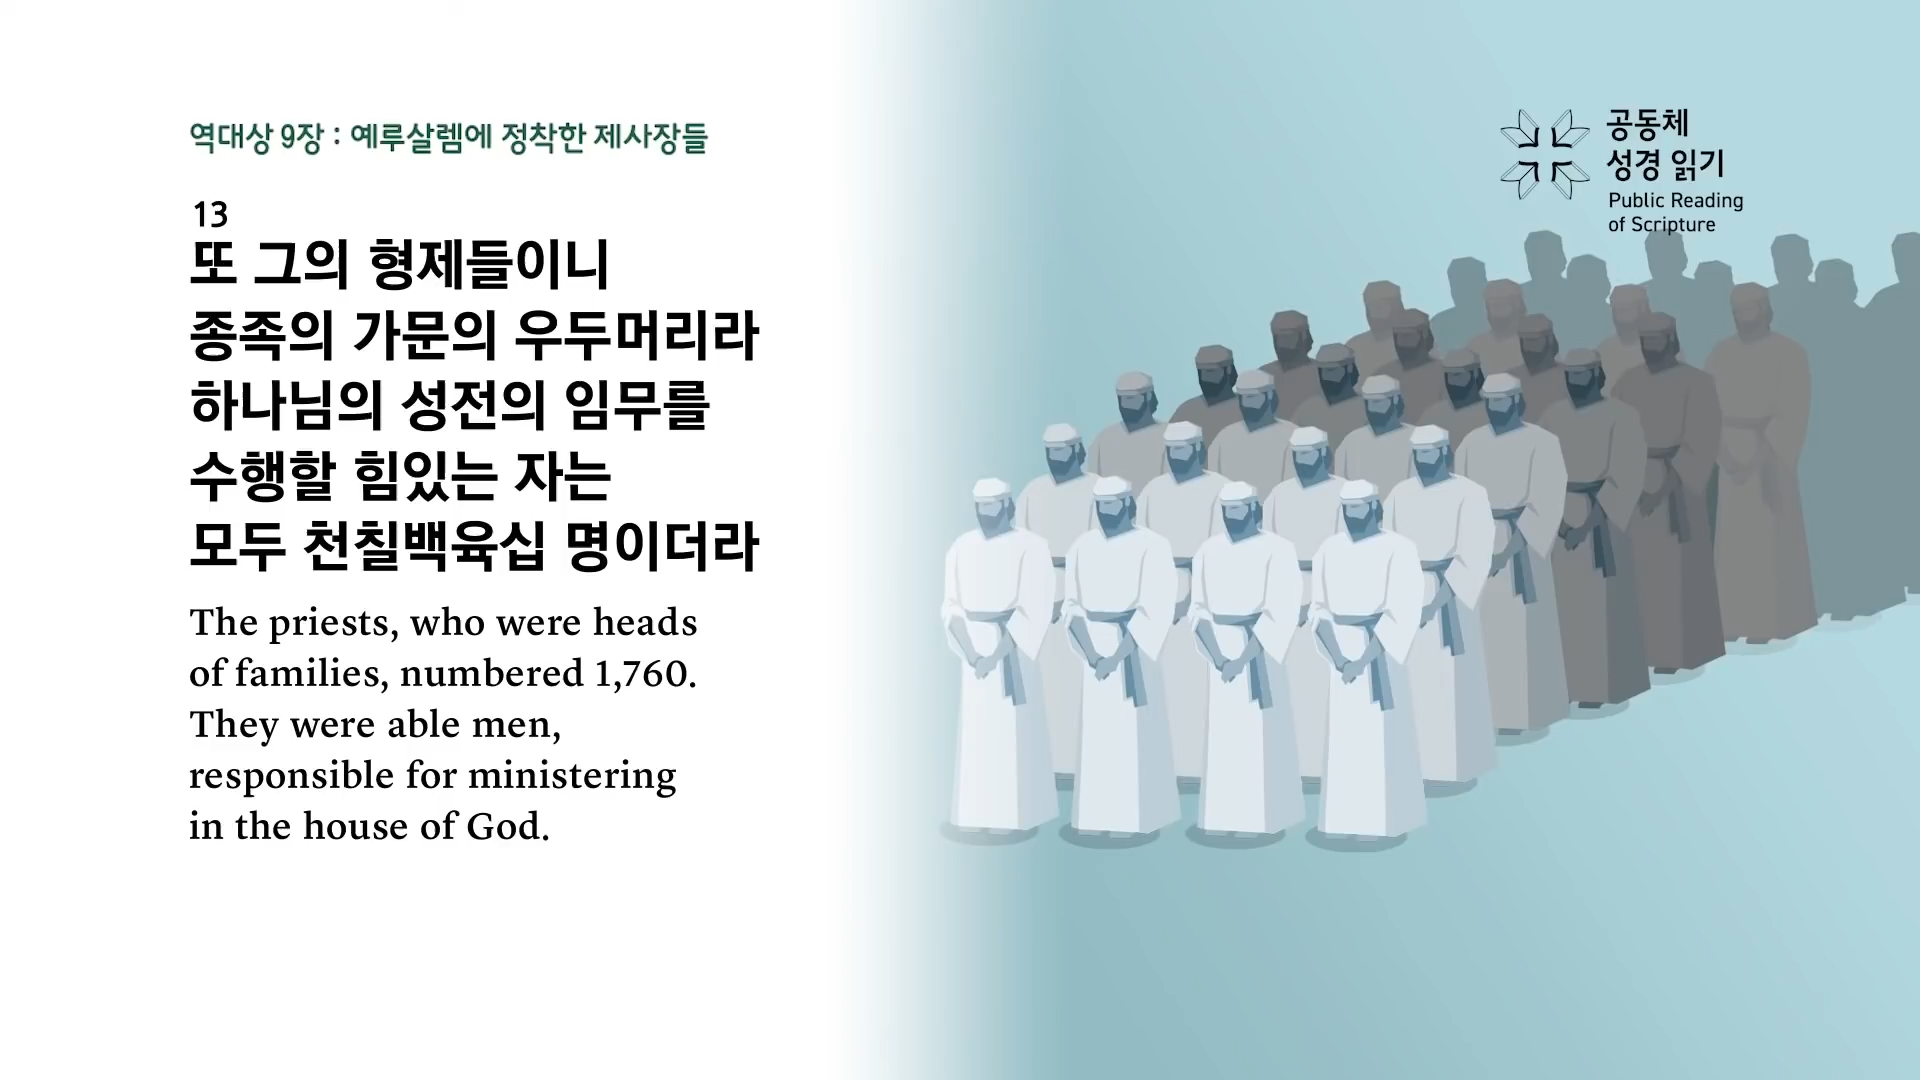 역대상 9장 : 예루살렘에 정착한 제사장들
13
또 그의 형제들이니
종족의 가문의 우두머리라
하나님의 성전의 임무를
수행할 힘있는 자는
모두 천칠백육십 명이더라
The priests, who were heads
of families, numbered 1,760.
They were able men,
responsible for ministering
in the house of God.
공동체
성경 읽기
Public Reading
of Scripture